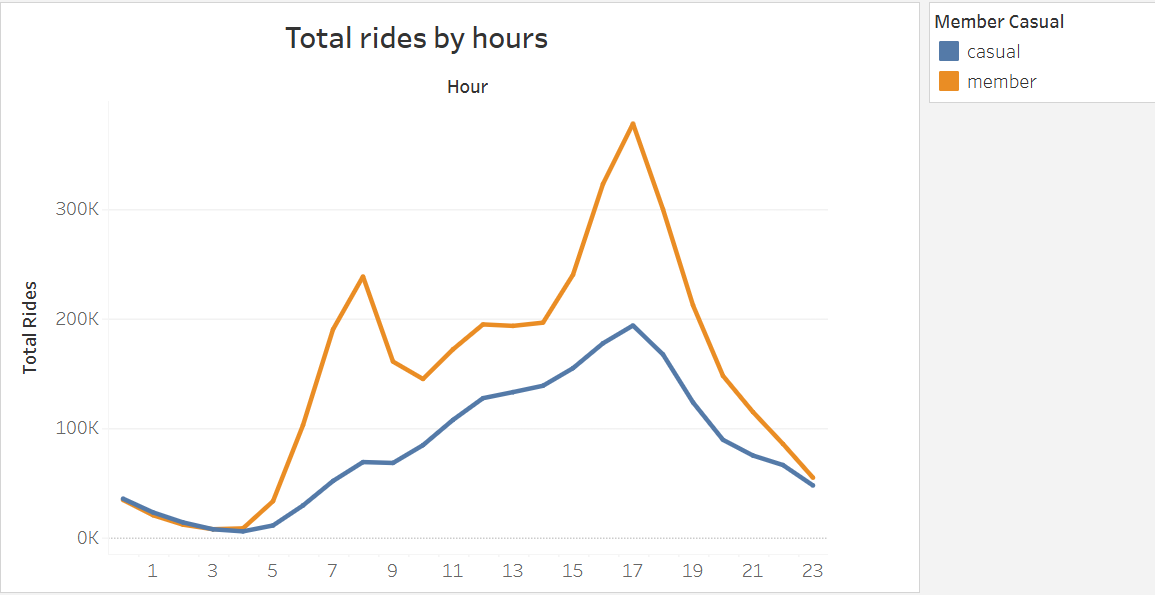 Total rides by hours
Hour
Total Rides
300K
200K
100K
0K
1 3 5 7 9 11 13 15 17 19 21 23
Member Casual
casual
member